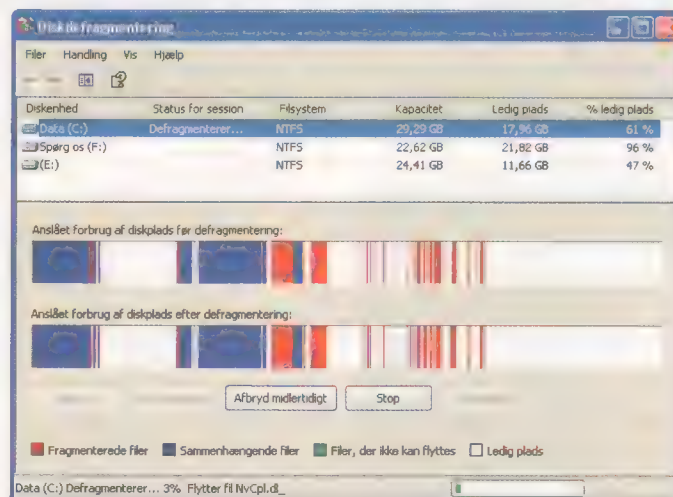 Diskdefragmentering
Filer Handling Vis Hjælp
Diskenhed Status for session Filsystem Kapacitet Ledig plads % ledig plads
Data (C:) Defragmenterer... NTFS 29,29 GB 17,96 GB 61 %
Spørg os (F:) NTFS 22,62 GB 21,82 GB 96 %
(E:) NTFS 24,41 GB 11,66 GB 47 %
Anslået forbrug af diskplads før defragmentering:
Anslået forbrug af diskplads efter defragmentering:
Afbryd midlertidigt Stop
Fragmenterede filer Sammenhængende filer Filer, der ikke kan flyttes Ledig plads
Data (C:) Defragmenterer... 3% Flytter fil NvCpl.dl_